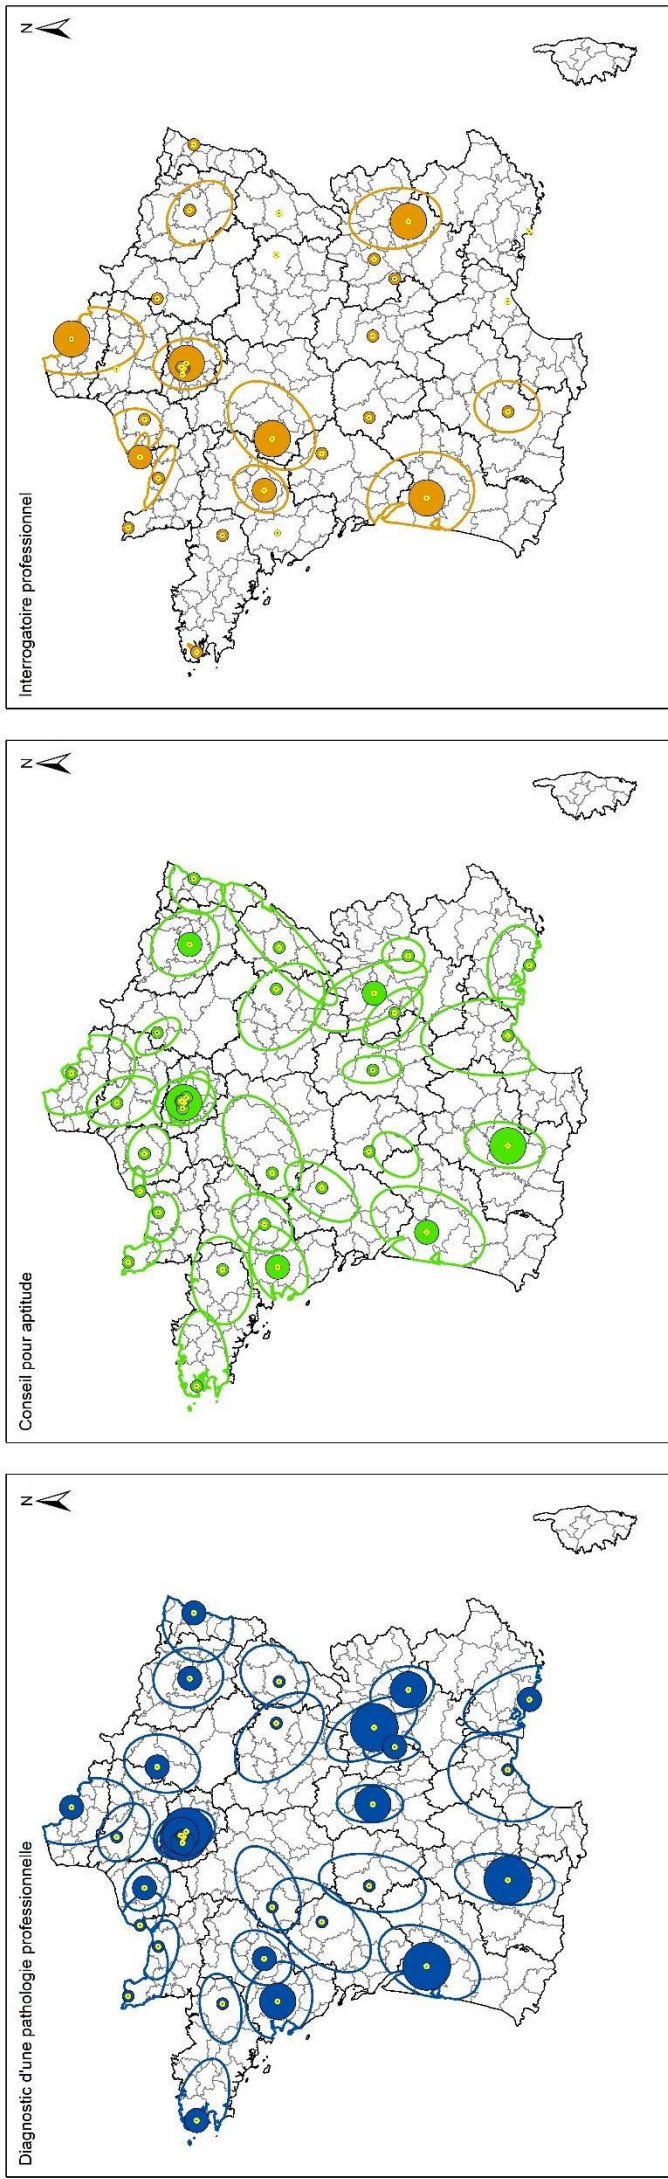 Diagnostic d'une pathologie professionnelle
N
Conseil pour aptitude
N
Interrogatoire professionnel
N